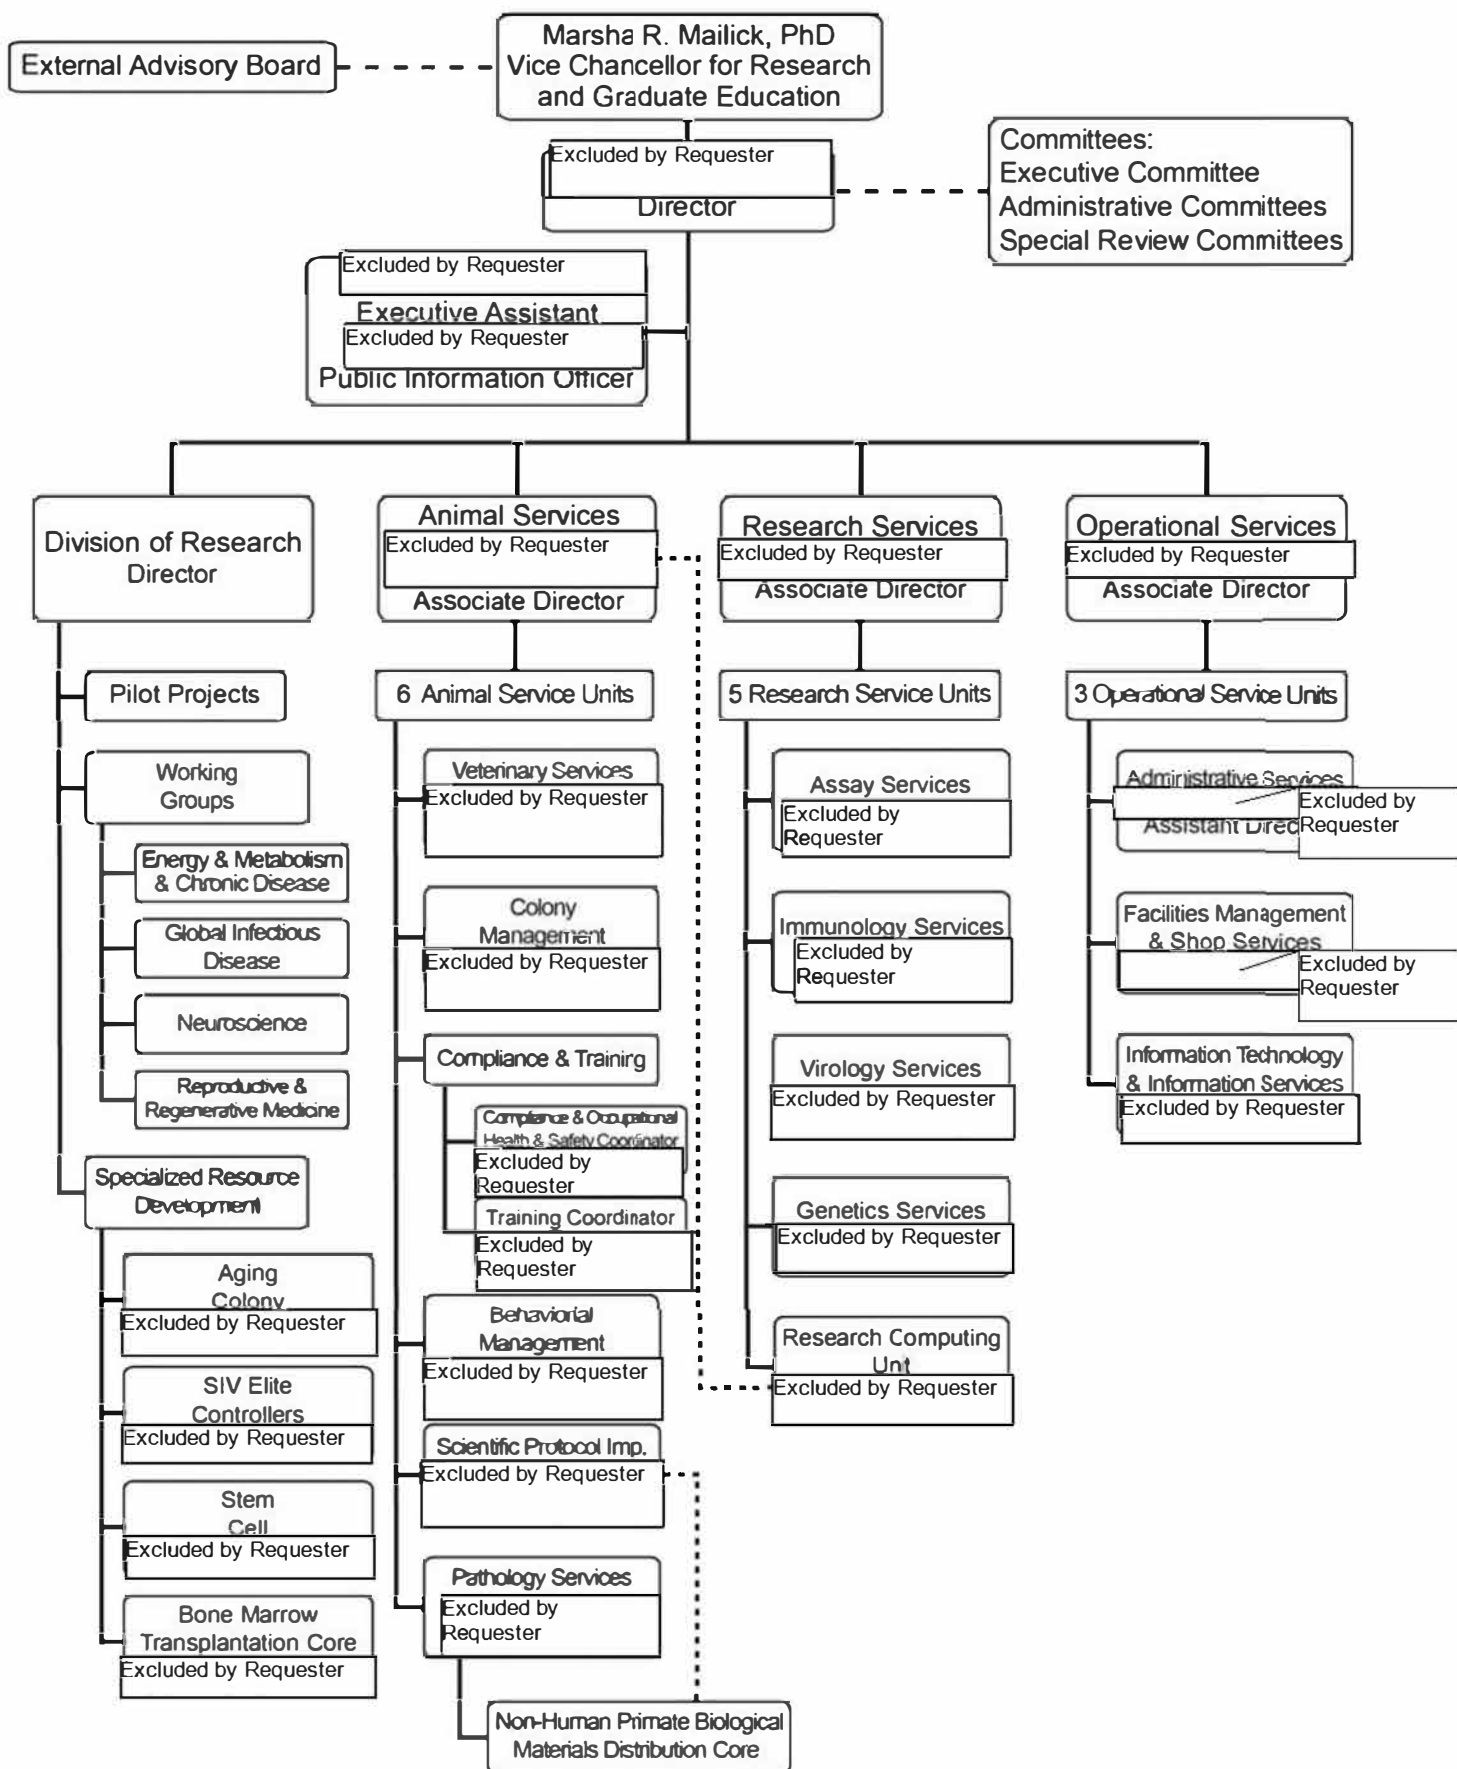 External Advisory Board
Marsha R. Mailick, PhD
Vice Chancellor for Research
and Graduate Education
Excluded by Requester
Director
Committees:
Executive Committee
Administrative Committees
Special Review Committees
Excluded by Requester
Executive Assistant
Excluded by Requester
Public Information Officer
Division of Research
Director
Pilot Projects
Working
Groups
Energy & Metabolism
& Chronic Disease
Global Infectious
Disease
Neuroscience
Reproductive &
Regenerative Medicine
Specialized Resource
Development
Aging
Colony
Excluded by Requester
SIV Elite
Controllers
Excluded by Requester
Stem
Cell
Excluded by Requester
Bone Marrow
Transplantation Core
Excluded by Requester
Animal Services
Excluded by Requester
Associate Director
6 Animal Service Units
Veterinary Services
Excluded by Requester
Colony
Management
Excluded by Requester
Compliance & Training
Compliance & Occupational
Health & Safety Coordinator
Excluded by
Requester
Training Coordinator
Excluded by
Requester
Behaviorial
Management
Excluded by Requester
Scientific Protocol Imp.
Excluded by Requester
Pathology Services
Excluded by
Requester
Non-Human Primate Biological
Materials Distribution Core
Research Services
Excluded by Requester
Associate Director
5 Research Service Units
Assay Services
Excluded by
Requester
Immunology Services
Excluded by
Requester
Virology Services
Excluded by Requester
Genetics Services
Excluded by Requester
Research Computing
Unit
Excluded by Requester
Operational Services
Excluded by Requester
Associate Director
3 Operational Service Units
Administrative Services
Excluded by
Requester
Assistant Direc
Facilities Management
& Shop Services
Excluded by
Requester
Information Technology
& Information Services
Excluded by Requester